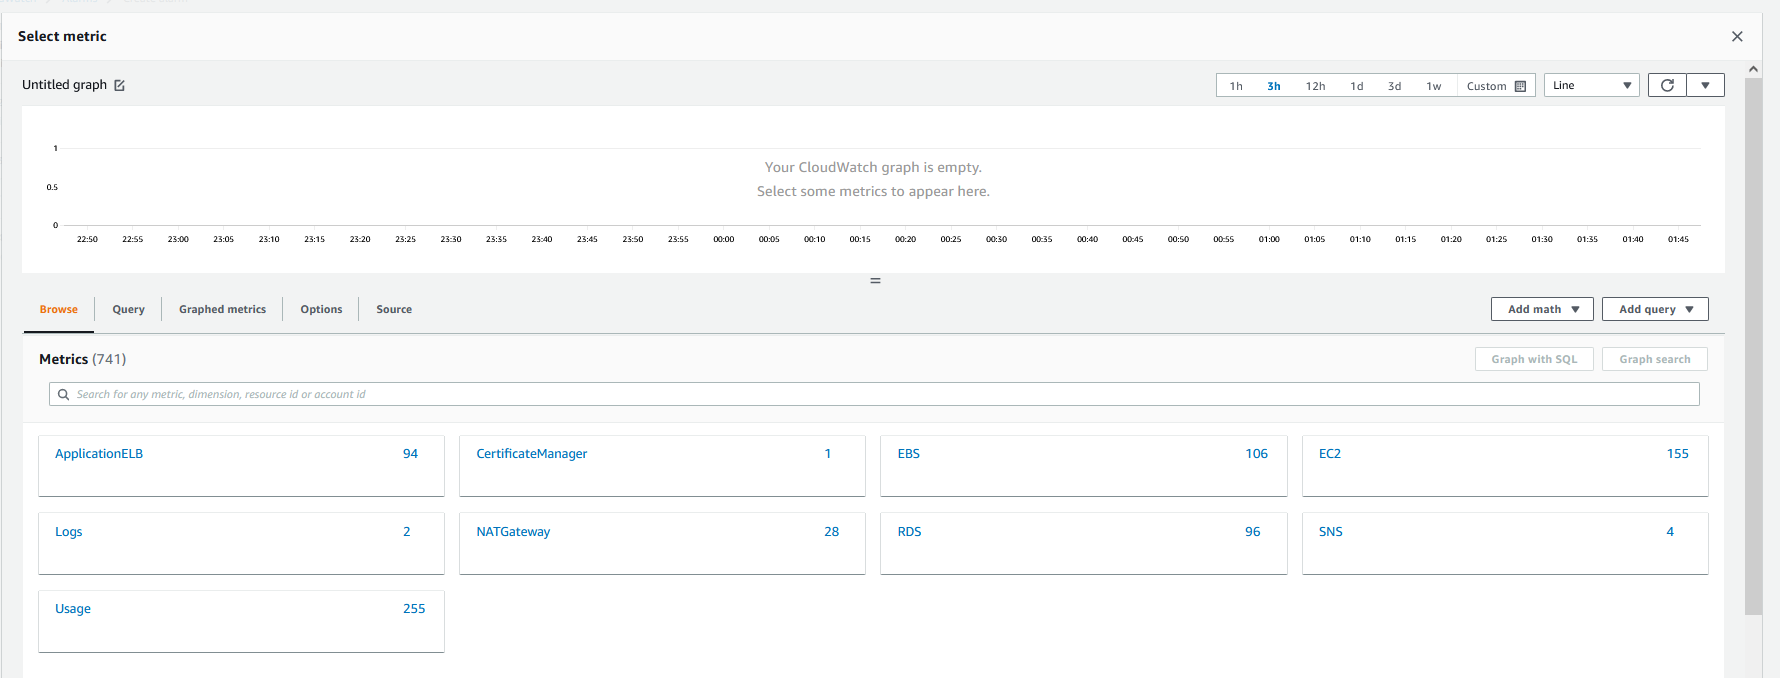 Select metric
Untitled graph
1h 3h 12h 1d 3d 1w Custom Line
1
Your CloudWatch graph is empty.
0.5
Select some metrics to appear here.
0
22:50 22:55 23:00 23:05 23:10 23:15 23:20 23:25 23:30 23:35 23:40 23:45 23:50 23:55 00:00 00:05 00:10 00:15 00:20 00:25 00:30 00:35 00:40 00:45 00:50 00:55 01:00 01:05 01:10 01:15 01:20 01:25 01:30 01:35 01:40 01:45
Browse Query Graphed metrics Options Source Add math Add query
Metrics (741) Graph with SQL Graph search
Search for any metric, dimension, resource id or account id
ApplicationELB 94 CertificateManager 1 EBS 106 EC2 155
Logs 2 NATGateway 28 RDS 96 SNS 4
Usage 255